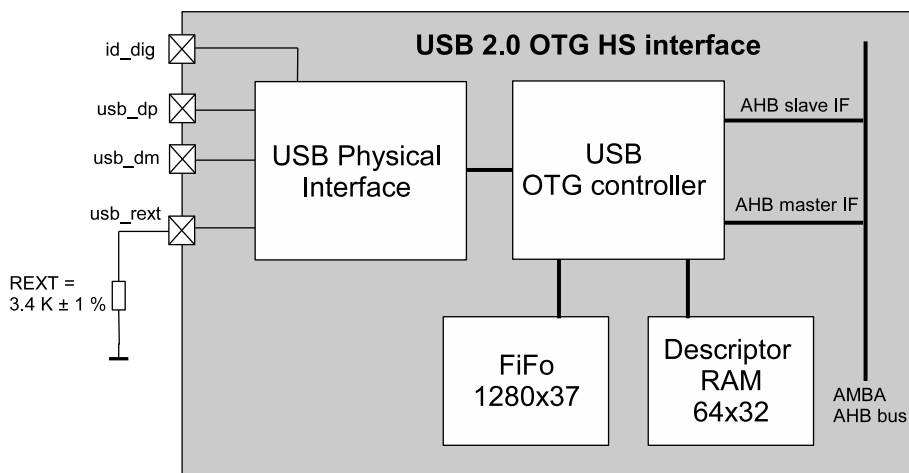 USB 2.0 OTG HS interface
id_dig
usb_dp
usb_dm
usb_rext
REXT =
3.4 K ± 1 %
USB Physical
Interface
USB
OTG controller
AHB slave IF
AHB master IF
FiFo
1280x37
Descriptor
RAM
64x32
AMBA
AHB bus